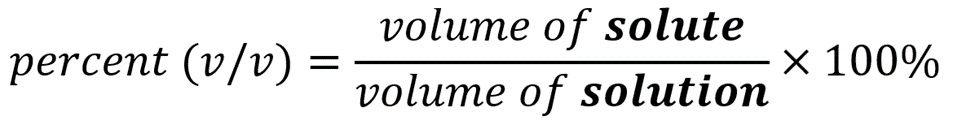 volume of solute
percent (v/v) = × 100%
volume of solution